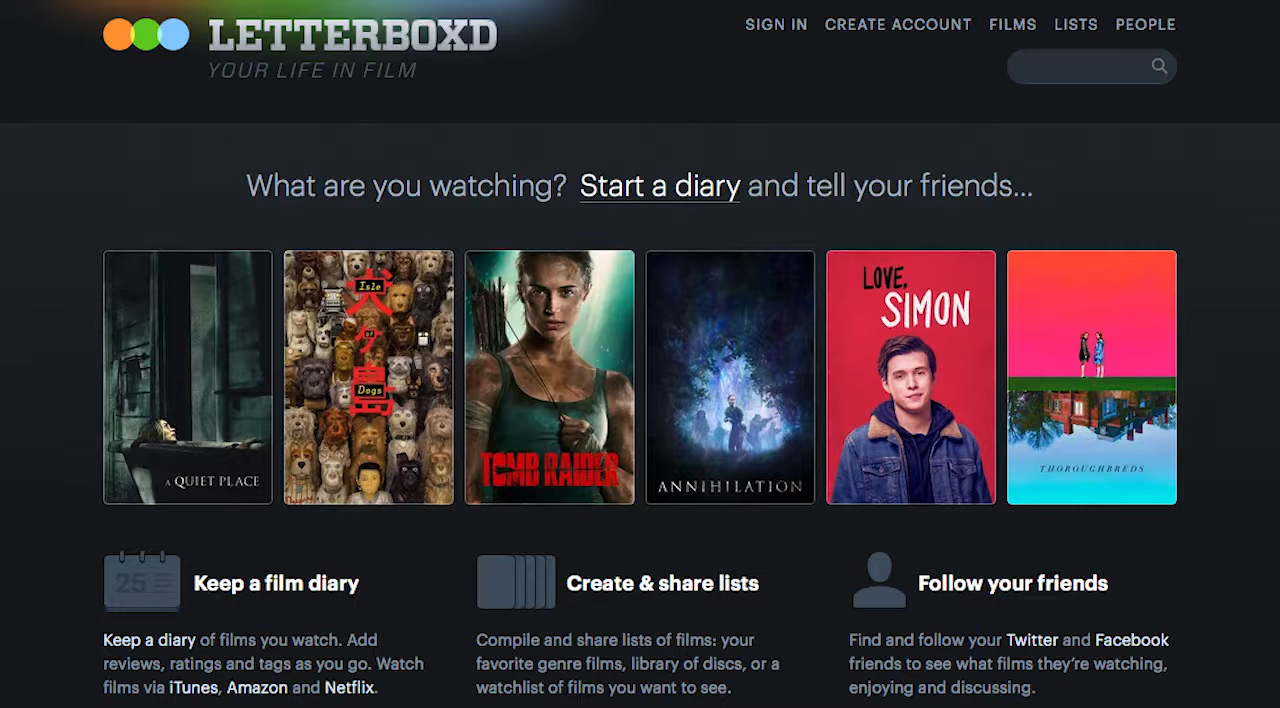 LETTERBOXD
YOUR LIFE IN FILM
SIGN IN CREATE ACCOUNT FILMS LISTS PEOPLE
What are you watching? Start a diary and tell your friends...
A QUIET PLACE
犬ヶ島
Isle
of
Dogs
TOMB RAIDER
ANNIHILATION
LOVE,
SIMON
THOROUGHBREDS
25
Keep a film diary
Keep a diary of films you watch. Add
reviews, ratings and tags as you go. Watch
films via iTunes, Amazon and Netflix.
Create & share lists
Compile and share lists of films: your
favorite genre films, library of discs, or a
watchlist of films you want to see.
Follow your friends
Find and follow your Twitter and Facebook
friends to see what films they’re watching,
enjoying and discussing.